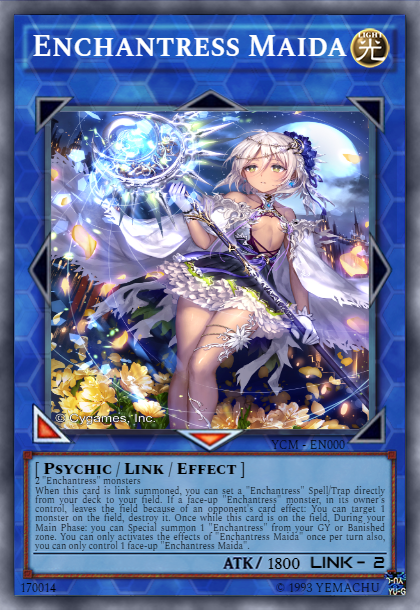 ENCHANTRESS MAIDA
LIGHT
光
© Cygames, Inc.
YCM - EN000
[ PSYCHIC / LINK / EFFECT ]
2 "Enchantress" monsters
When this card is link summoned, you can set a "Enchantress" Spell/Trap directly
from your deck to your field. If a face-up "Enchantress" monster, in its owner's
control, leaves the field because of an opponent's card effect: You can target 1
monster on the field, destroy it. Once while this card is on the field, During your
Main Phase: you can Special summon 1 "Enchantress" from your GY or Banished
zone. You can only activates the effects of "Enchantress Maida" once per turn also,
you can only control 1 face-up "Enchantress Maida".
ATK/ 1800 LINK- 2
170014
© 1993 YEMACHU